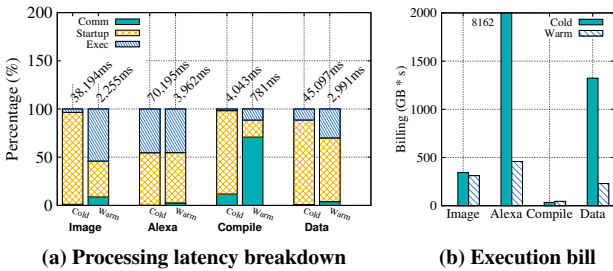 Comm
Startup
Exec
200
150
100
50
0
Percentage (%)
38,194ms
2,255ms
70,195ms
3,962ms
4,043ms
781ms
45,097ms
2,991ms
Cold Warm Cold Warm Cold Warm Cold Warm
Image Alexa Compile Data
(a) Processing latency breakdown
8162
Cold
Warm
2000
1500
1000
500
0
Billing (GB * s)
Image Alexa Compile Data
(b) Execution bill